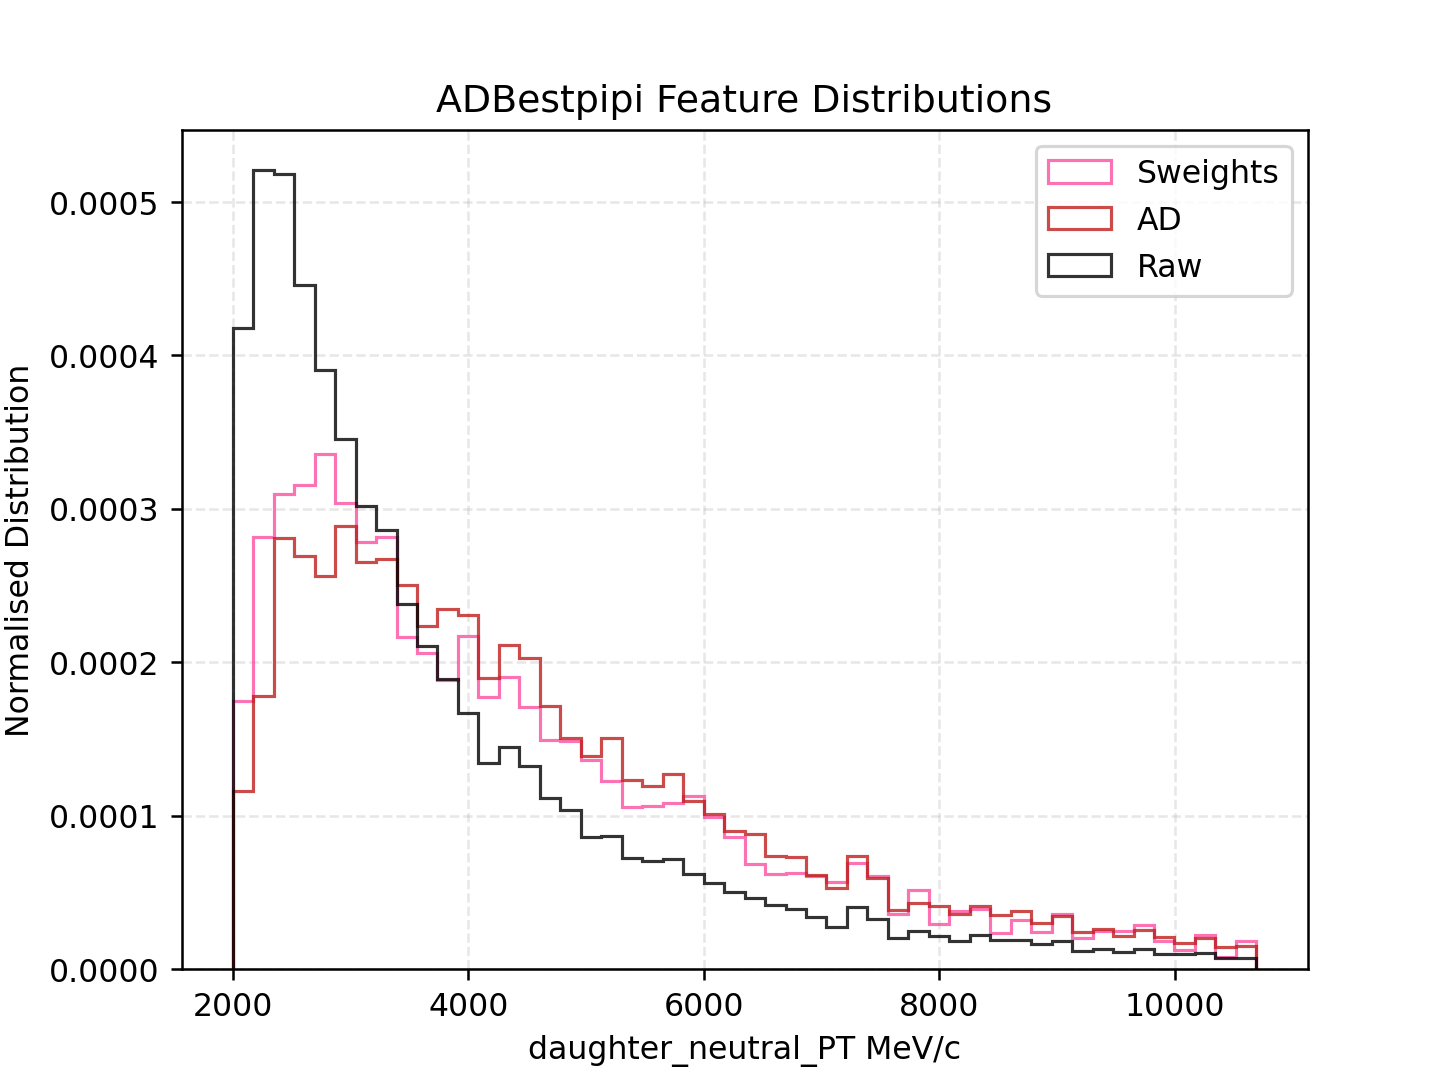 ADBestpipi Feature Distributions
Sweights
AD
Raw
Normalised Distribution
0.0005
0.0004
0.0003
0.0002
0.0001
0.0000
2000 4000 6000 8000 10000
daughter_neutral_PT MeV/c